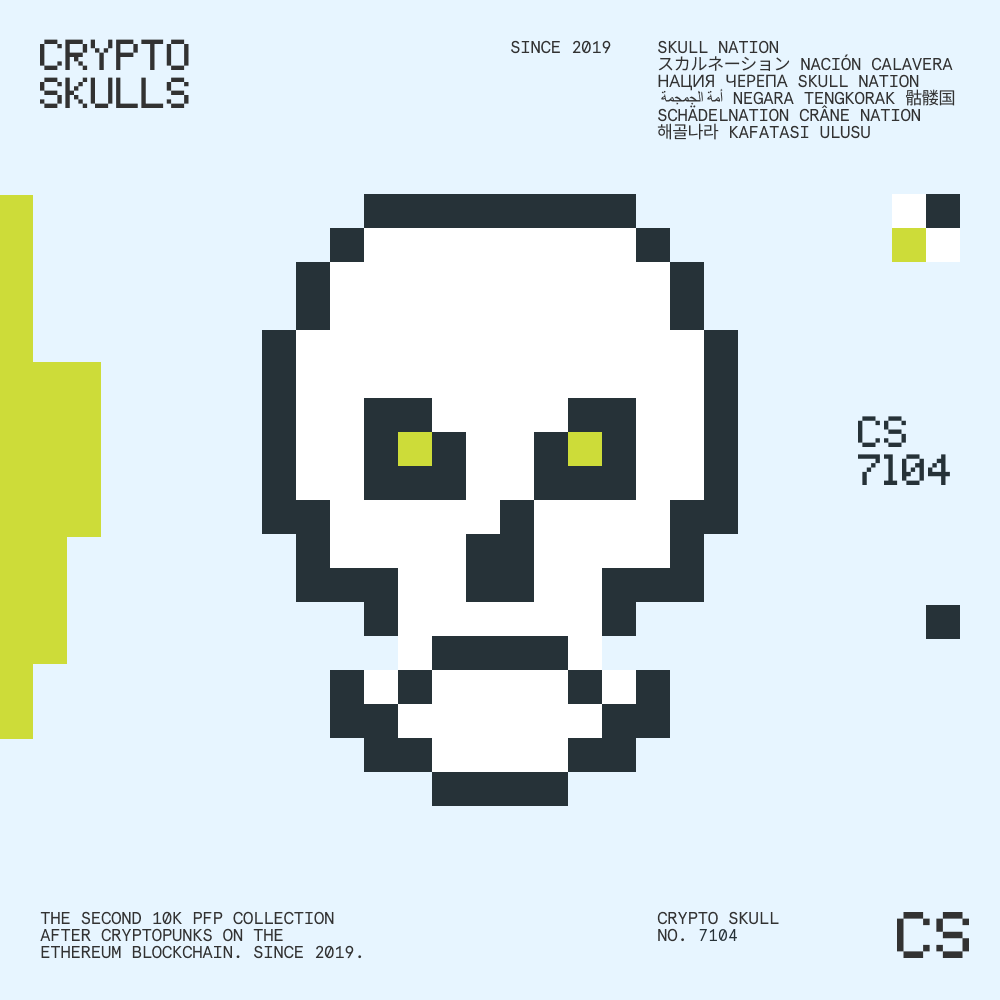 CRYPTO
SKULLS
SINCE 2019
SKULL NATION
スカルネーション NACIÓN CALAVERA
НАЦИЯ ЧЕРЕПА SKULL NATION
أمة الجمجمة NEGARA TENGKORAK 骷髅国
SCHÄDELNATION CRÂNE NATION
해골나라 KAFATASI ULUSU
CS
7104
THE SECOND 10K PFP COLLECTION
AFTER CRYPTOPUNKS ON THE
ETHEREUM BLOCKCHAIN. SINCE 2019.
CRYPTO SKULL
NO. 7104
CS